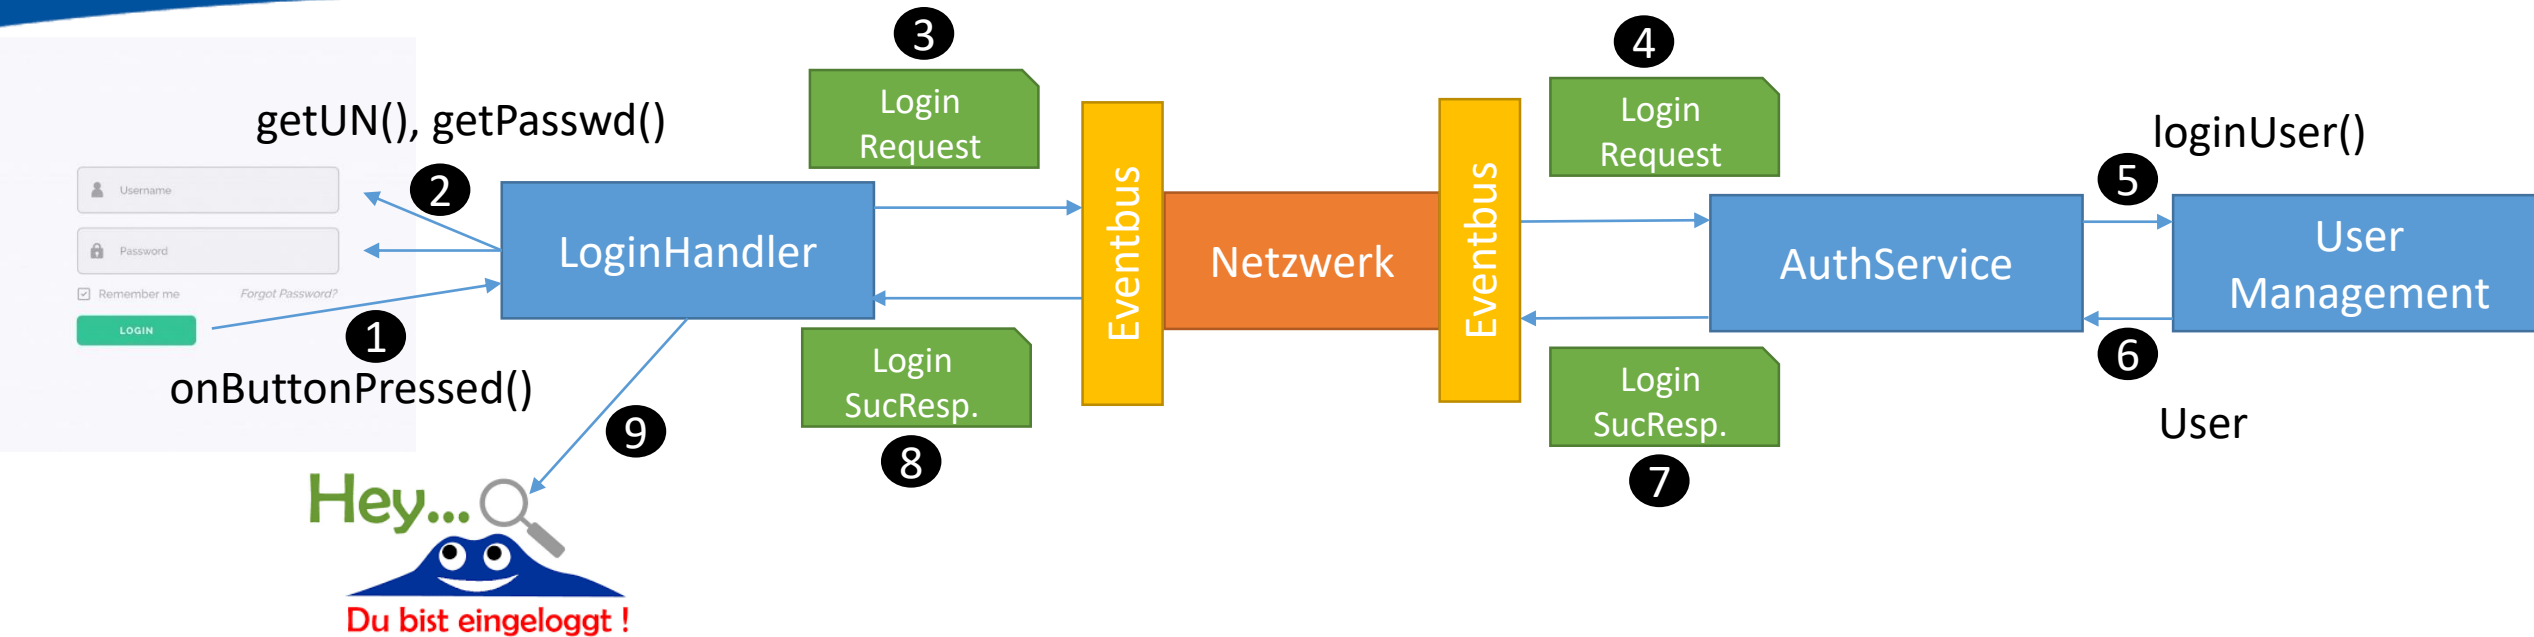 3
4
Login
Request
Login
Request
getUN(), getPasswd()
loginUser()
2
5
Username
Password
Remember me
Forgot Password?
LOGIN
1
onButtonPressed()
LoginHandler
Eventbus
Netzwerk
Eventbus
AuthService
User
Management
6
User
Login
SucResp.
8
Login
SucResp.
7
9
Hey...
Du bist eingeloggt !